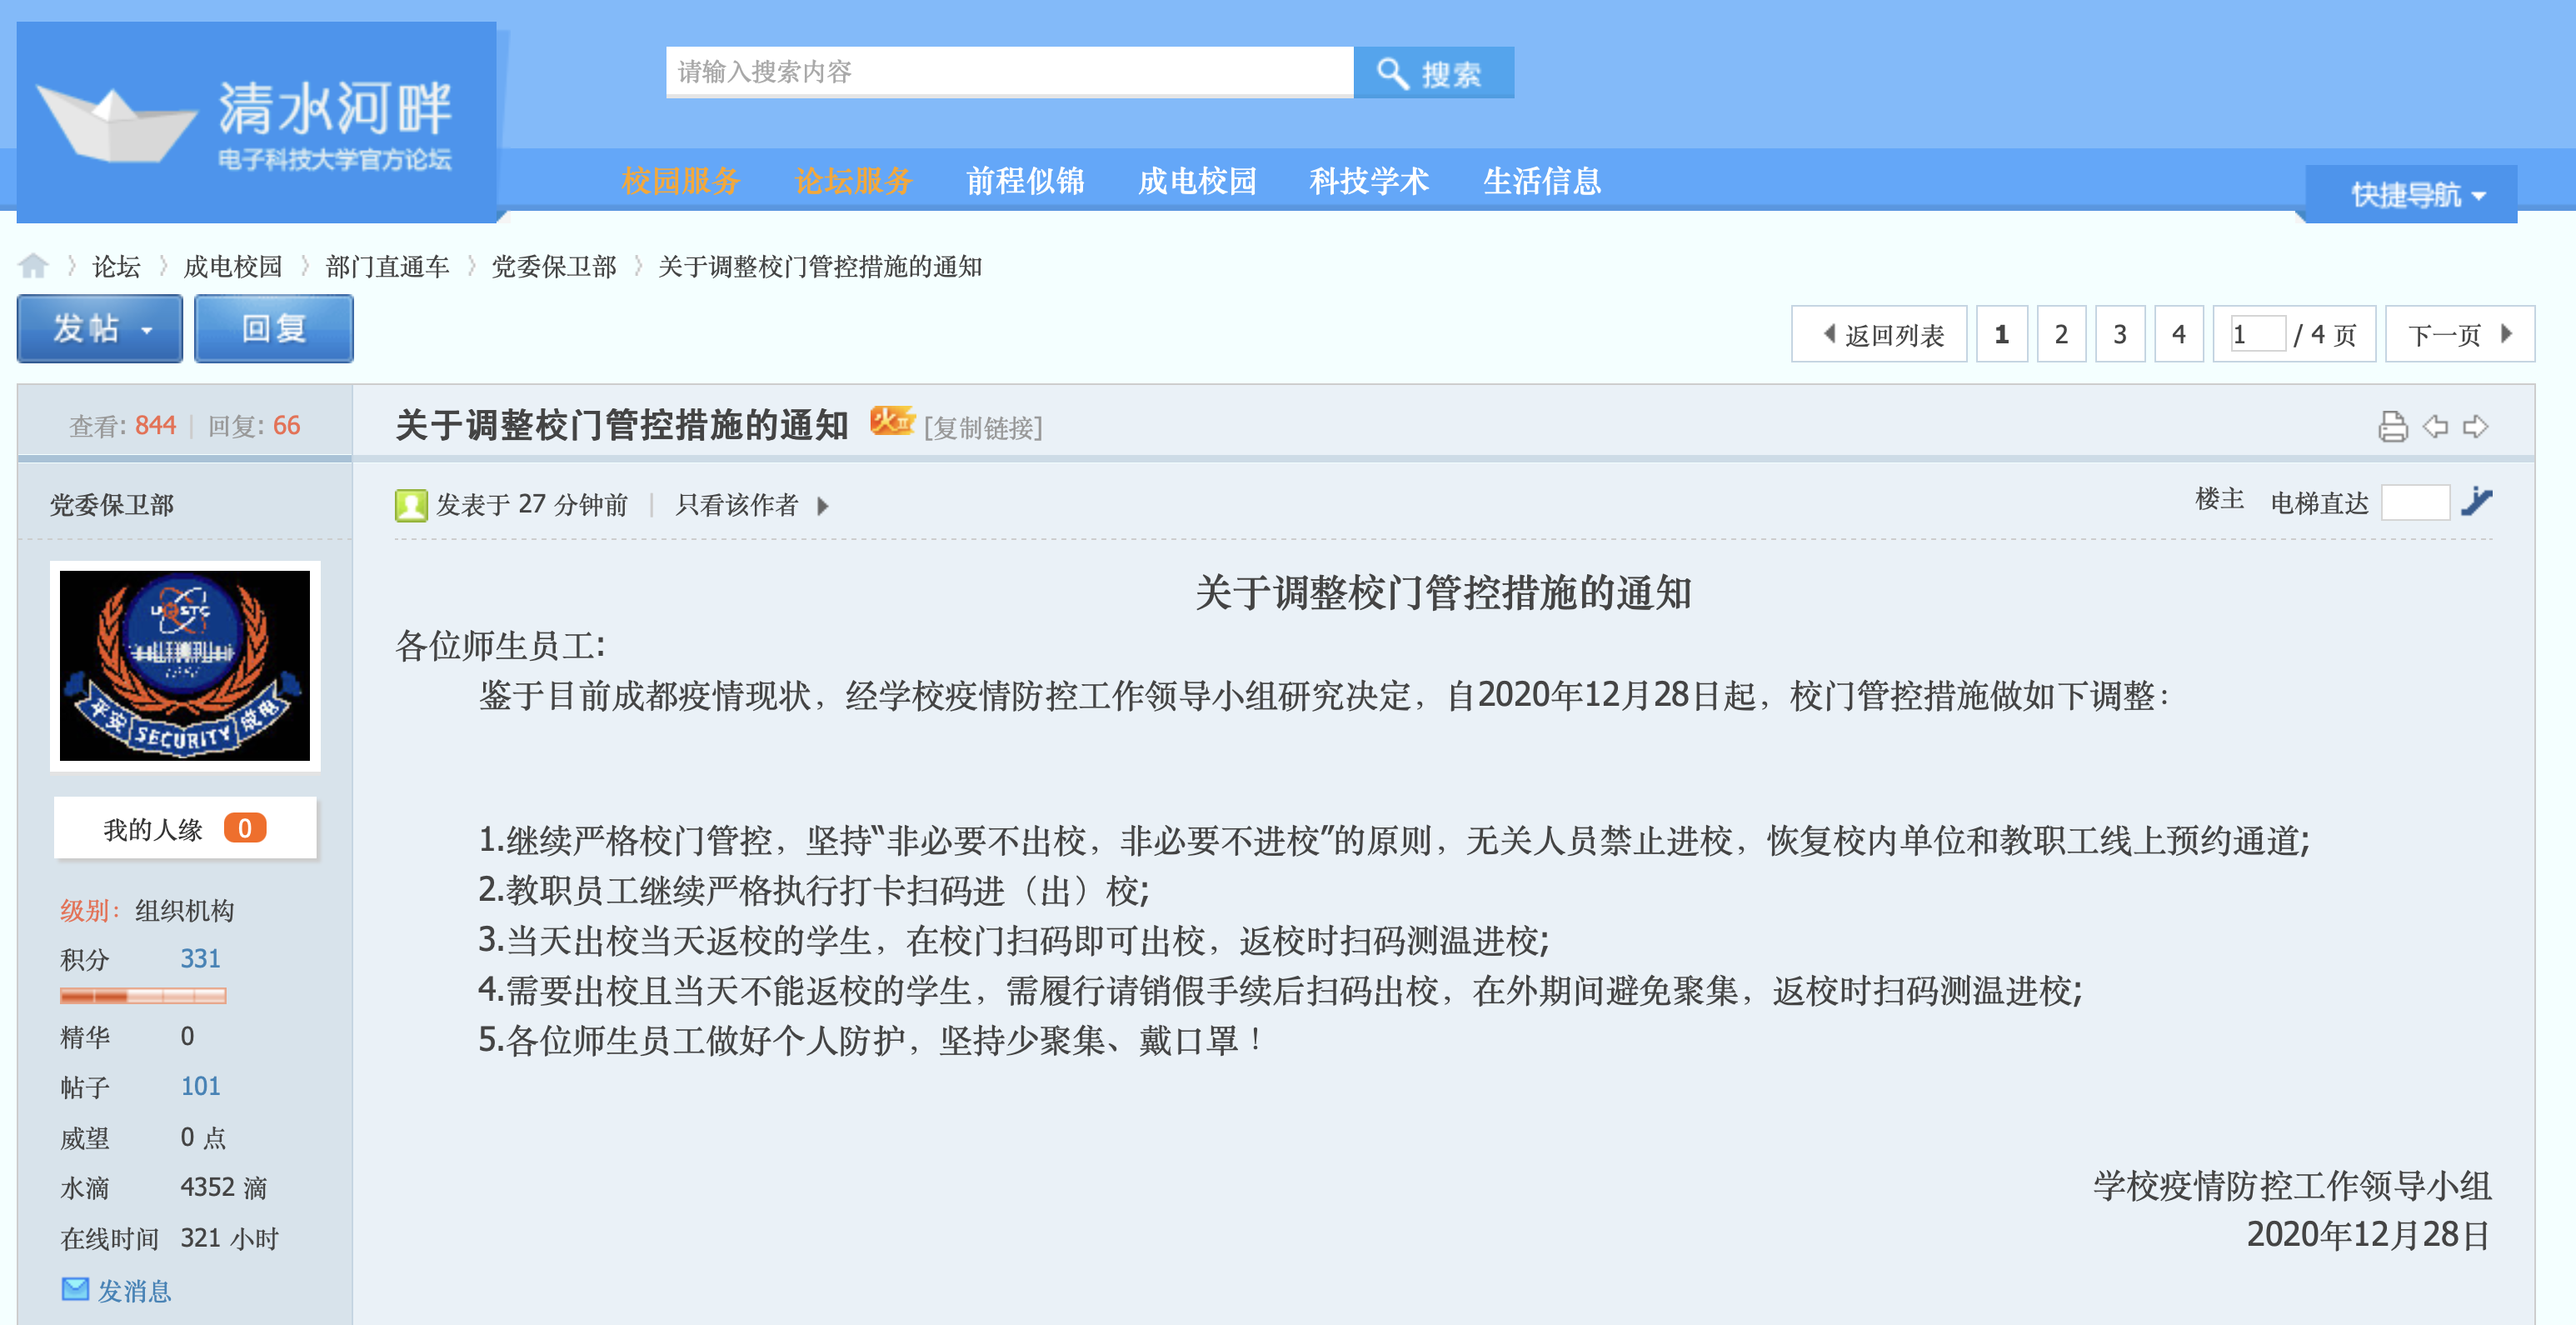 清水河畔
电子科技大学官方论坛
请输入搜索内容
搜索
校园服务 论坛服务 前程似锦 成电校园 科技学术 生活信息
快捷导航
论坛 成电校园 部门直通车 党委保卫部 关于调整校门管控措施的通知
发帖 回复
返回列表 1 2 3 4 1 / 4 页 下一页
查看: 844 回复: 66
关于调整校门管控措施的通知 火II [复制链接]
党委保卫部
发表于 27 分钟前 只看该作者
楼主 电梯直达
UESTC
平安 SECURITY 成电
我的人缘 0
级别: 组织机构
积分 331
精华 0
帖子 101
威望 0 点
水滴 4352 滴
在线时间 321 小时
发消息
关于调整校门管控措施的通知
各位师生员工:
鉴于目前成都疫情现状，经学校疫情防控工作领导小组研究决定，自2020年12月28日起，校门管控措施做如下调整：
1.继续严格校门管控，坚持“非必要不出校，非必要不进校”的原则，无关人员禁止进校，恢复校内单位和教职工线上预约通道;
2.教职员工继续严格执行打卡扫码进（出）校;
3.当天出校当天返校的学生，在校门扫码即可出校，返校时扫码测温进校;
4.需要出校且当天不能返校的学生，需履行请销假手续后扫码出校，在外期间避免聚集，返校时扫码测温进校;
5.各位师生员工做好个人防护，坚持少聚集、戴口罩！
学校疫情防控工作领导小组
2020年12月28日